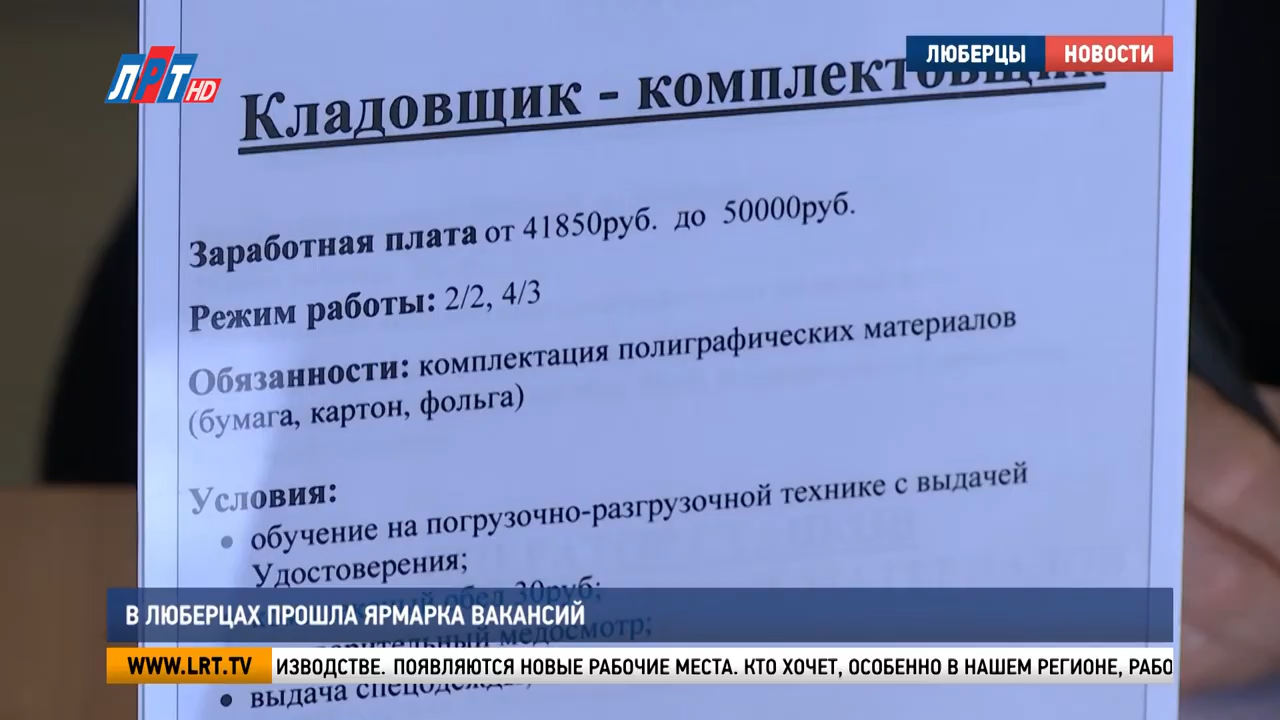 ЛРТ HD
ЛЮБЕРЦЫ НОВОСТИ
Кладовщик - комплектовщик
Заработная плата от 41850руб. до 50000руб.
Режим работы: 2/2, 4/3
Обязанности: комплектация полиграфических материалов
(бумага, картон, фольга)
Условия:
• обучение на погрузочно-разгрузочной технике с выдачей
Удостоверения;
обед 30руб;
медосмотр;
В ЛЮБЕРЦАХ ПРОШЛА ЯРМАРКА ВАКАНСИЙ
WWW.LRT.TV ИЗВОДСТВЕ. ПОЯВЛЯЮТСЯ НОВЫЕ РАБОЧИЕ МЕСТА. КТО ХОЧЕТ, ОСОБЕННО В НАШЕМ РЕГИОНЕ, РАБО
• выдача спецодежды;